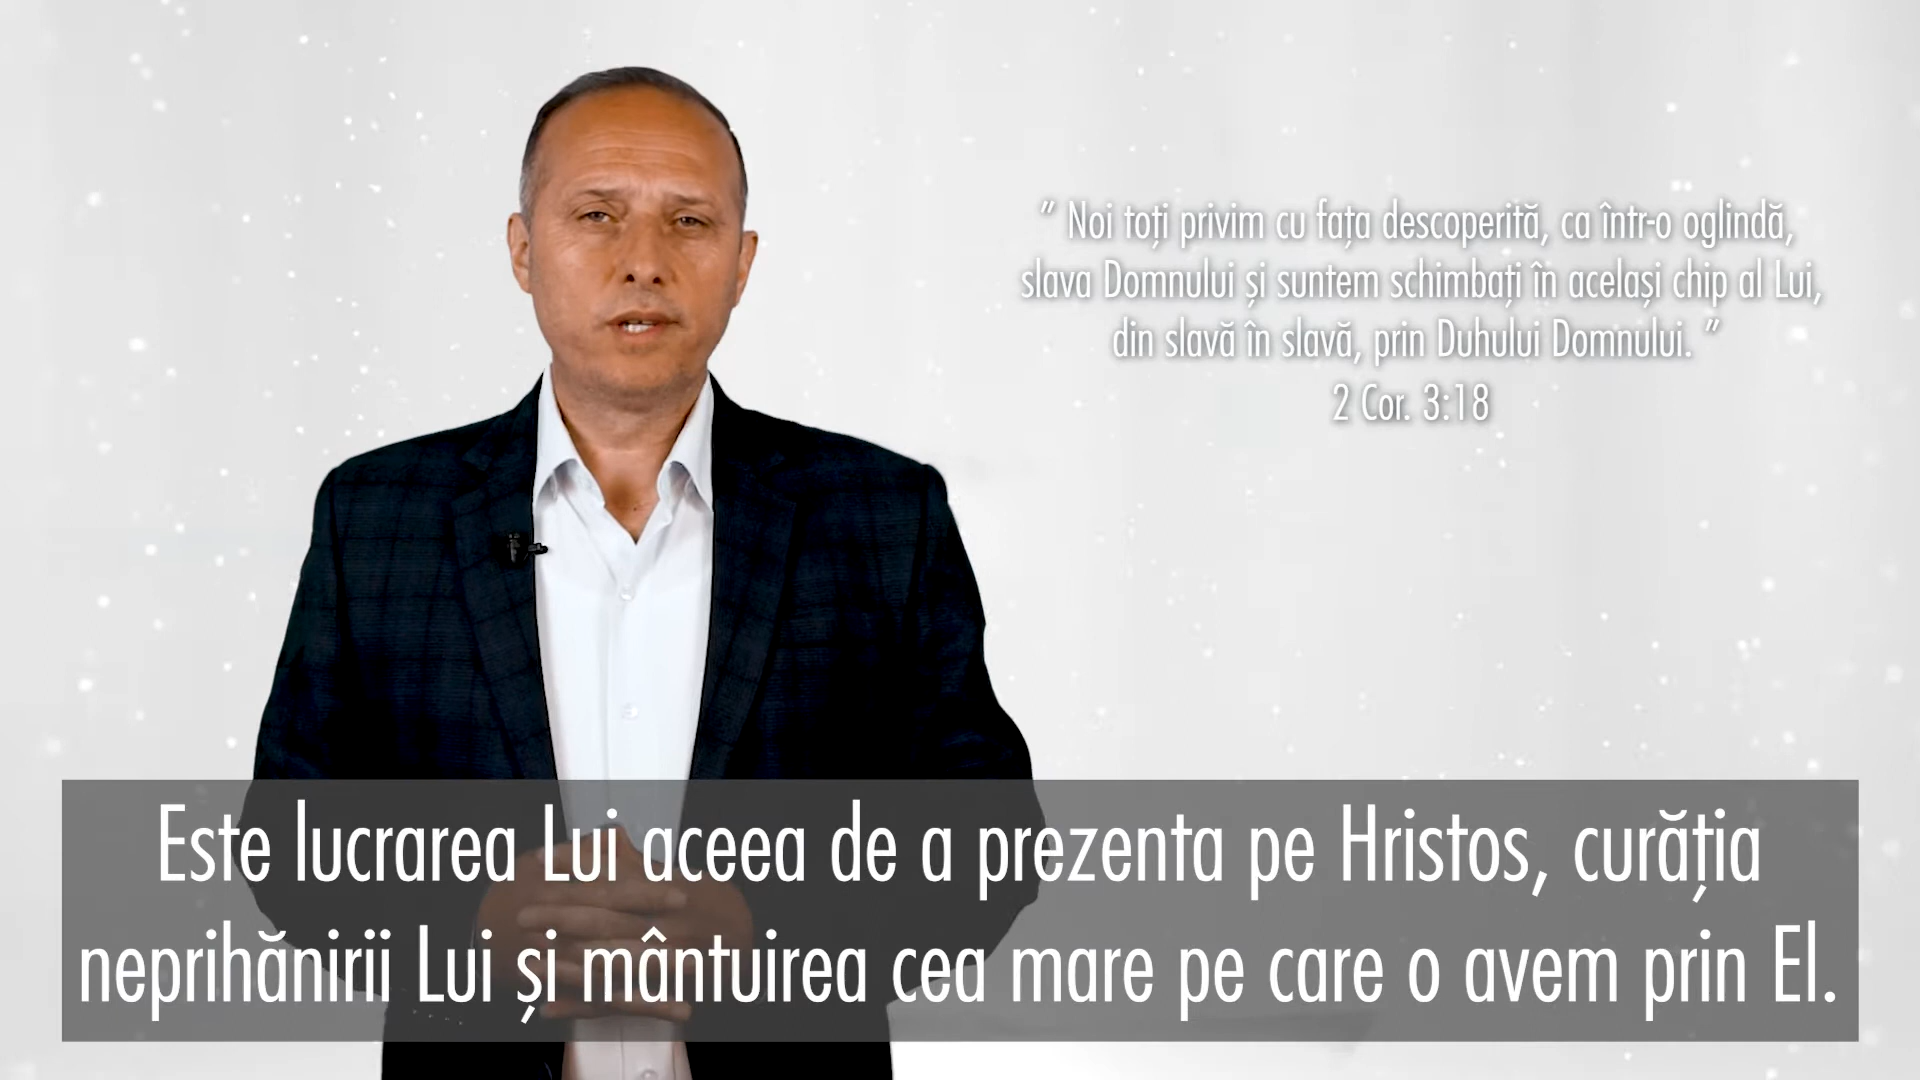 " Noi toți privim cu fața descoperită, ca într-o oglindă,
slava Domnului și suntem schimbați în același chip al Lui,
din slavă în slavă, prin Duhului Domnului. "
2 Cor. 3:18
Este lucrarea Lui aceea de a prezenta pe Hristos, curăția
neprihănirii Lui și mântuirea cea mare pe care o avem prin El.